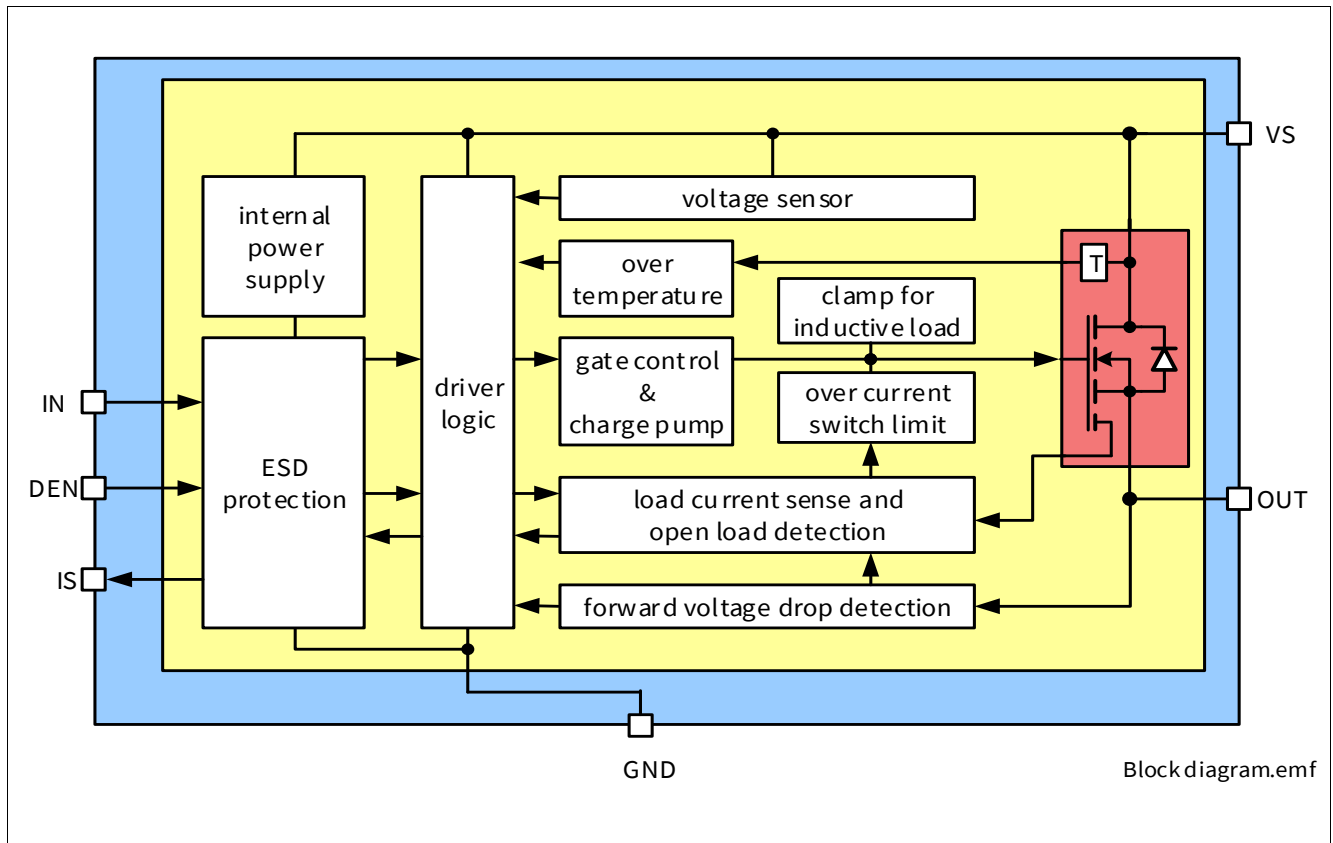 VS
voltage sensor
internal
power
supply
over
temperature
T
clamp for
inductive load
gate control
&
charge pump
driver
logic
over current
switch limit
IN
DEN
IS
ESD
protection
load current sense and
open load detection
OUT
forward voltage drop detection
GND
Block diagram.emf